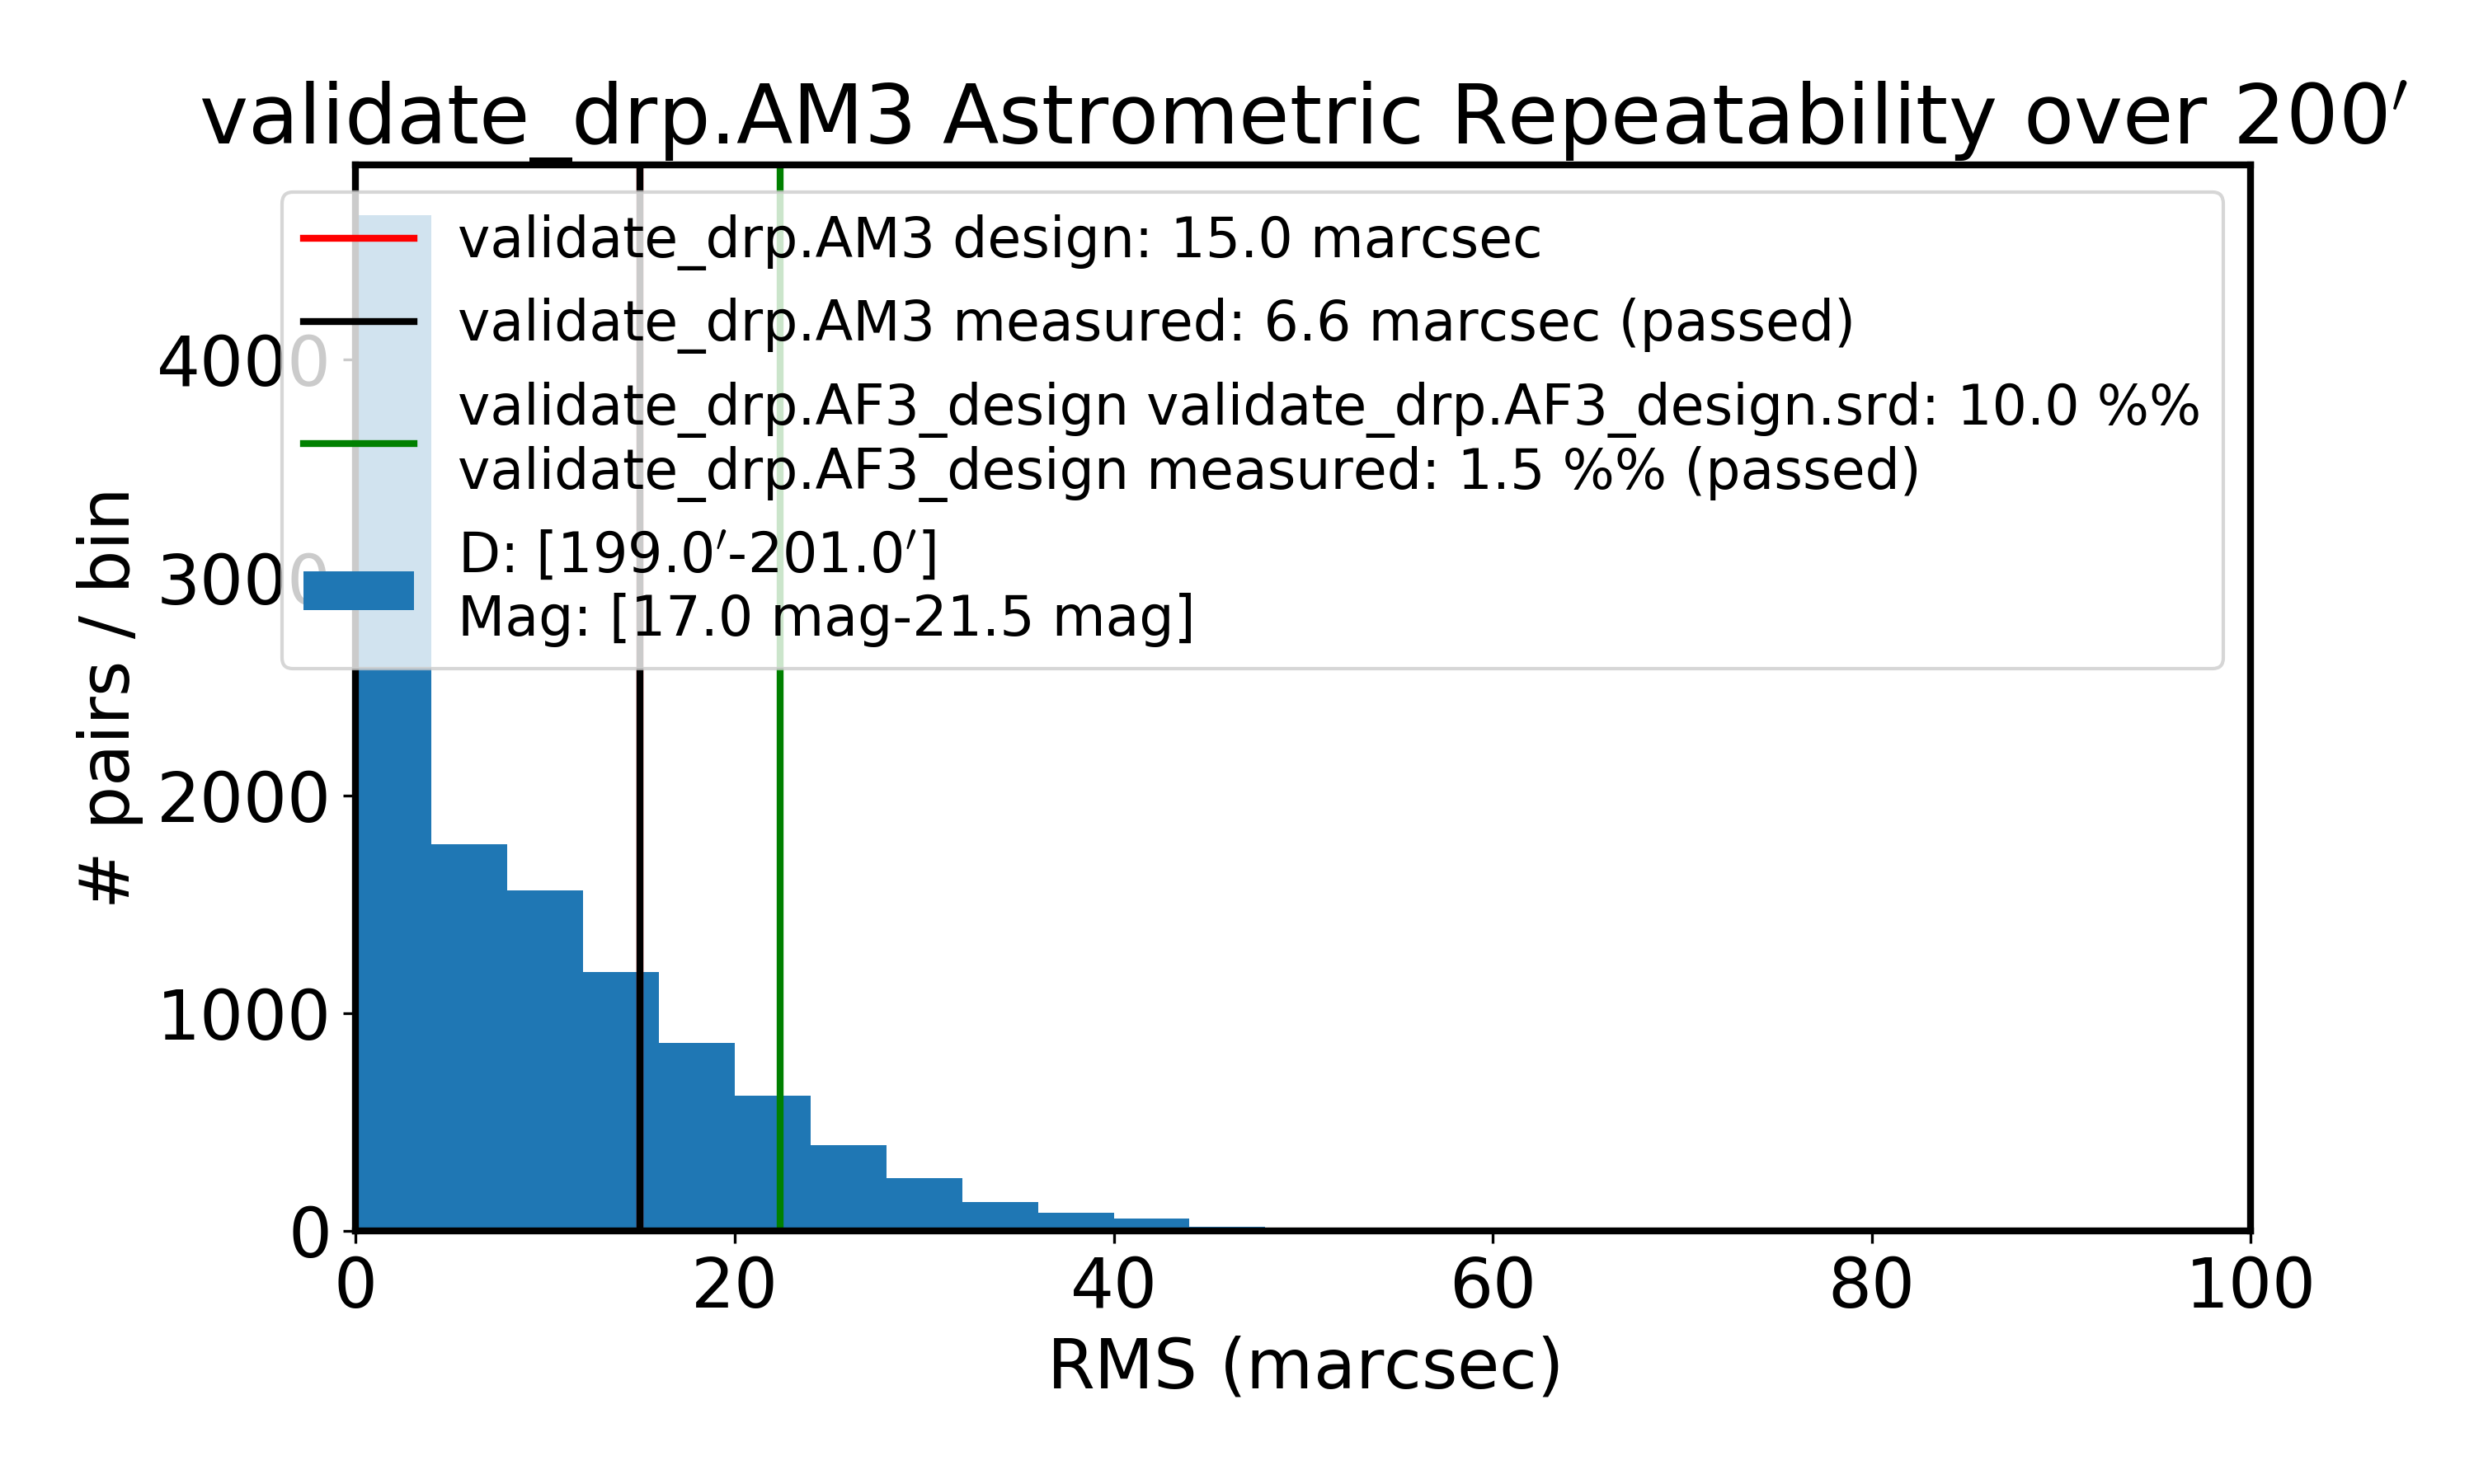 validate_drp.AM3 Astrometric Repeatability over 200′
validate_drp.AM3 design: 15.0 marcsec
validate_drp.AM3 measured: 6.6 marcsec (passed)
validate_drp.AF3_design validate_drp.AF3_design.srd: 10.0 %%
validate_drp.AF3_design measured: 1.5 %% (passed)
D: [199.0′-201.0′]
Mag: [17.0 mag-21.5 mag]
# pairs / bin
4000
3000
2000
1000
0
0 20 40 60 80 100
RMS (marcsec)